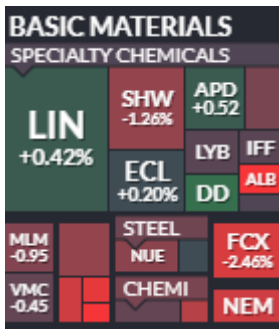 BASIC MATERIALS
SPECIALTY CHEMICALS
LIN
+0.42%
SHW
-1.26%
APD
+0.52
ECL
+0.20%
LYB
IFF
ALB
DD
MLM
-0.95
VMC
-0.45
STEEL
NUE
CHEMI
FCX
-2.46%
NEM